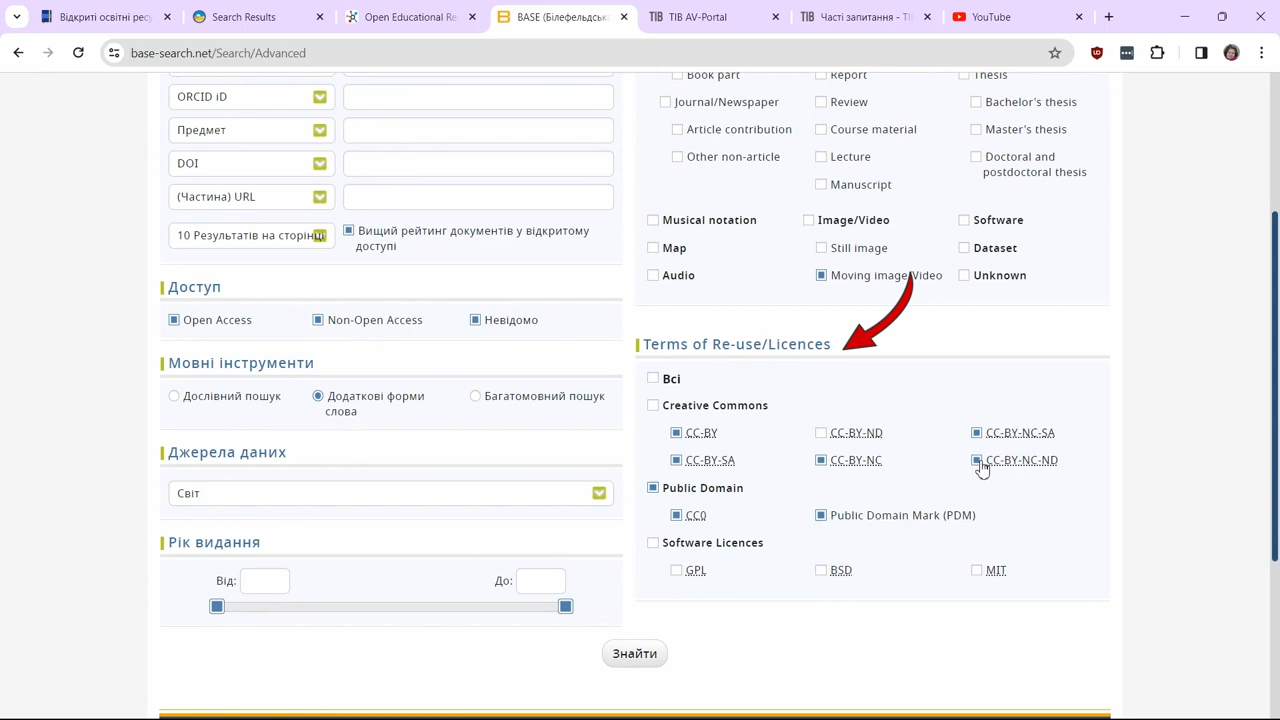 Відкриті освітні ресу
Search Results
Open Educational Re
BASE (Білефельдська
TIB AV-Portal
Часті запитання - TI
YouTube
base-search.net/Search/Advanced
ORCID iD
Предмет
DOI
(Частина) URL
10 Результатів на сторінці
Вищий рейтинг документів у відкритому
доступі
Доступ
Open Access
Non-Open Access
Невідомо
Мовні інструменти
Дослівний пошук
Додаткові форми
слова
Багатомовний пошук
Джерела даних
Світ
Рік видання
Від:
До:
Book part
Report
Thesis
Journal/Newspaper
Review
Bachelor's thesis
Article contribution
Course material
Master's thesis
Other non-article
Lecture
Doctoral and
postdoctoral thesis
Manuscript
Musical notation
Image/Video
Software
Map
Still image
Dataset
Audio
Moving image/Video
Unknown
Terms of Re-use/Licences
Всі
Creative Commons
CC-BY
CC-BY-ND
CC-BY-NC-SA
CC-BY-SA
CC-BY-NC
CC-BY-NC-ND
Public Domain
CC0
Public Domain Mark (PDM)
Software Licences
GPL
BSD
MIT
Знайти